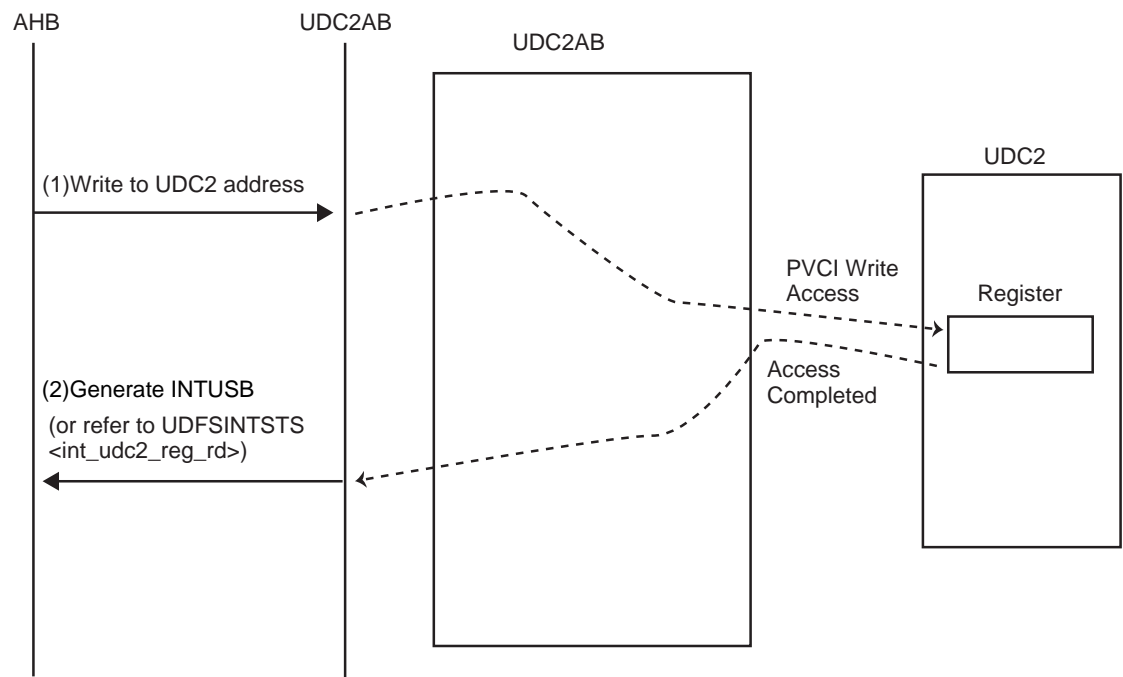 AHB
UDC2AB
UDC2AB
UDC2
(1)Write to UDC2 address
PVCI Write
Access
Register
Access
Completed
(2)Generate INTUSB
(or refer to UDFSINTSTS
<int_udc2_reg_rd>)